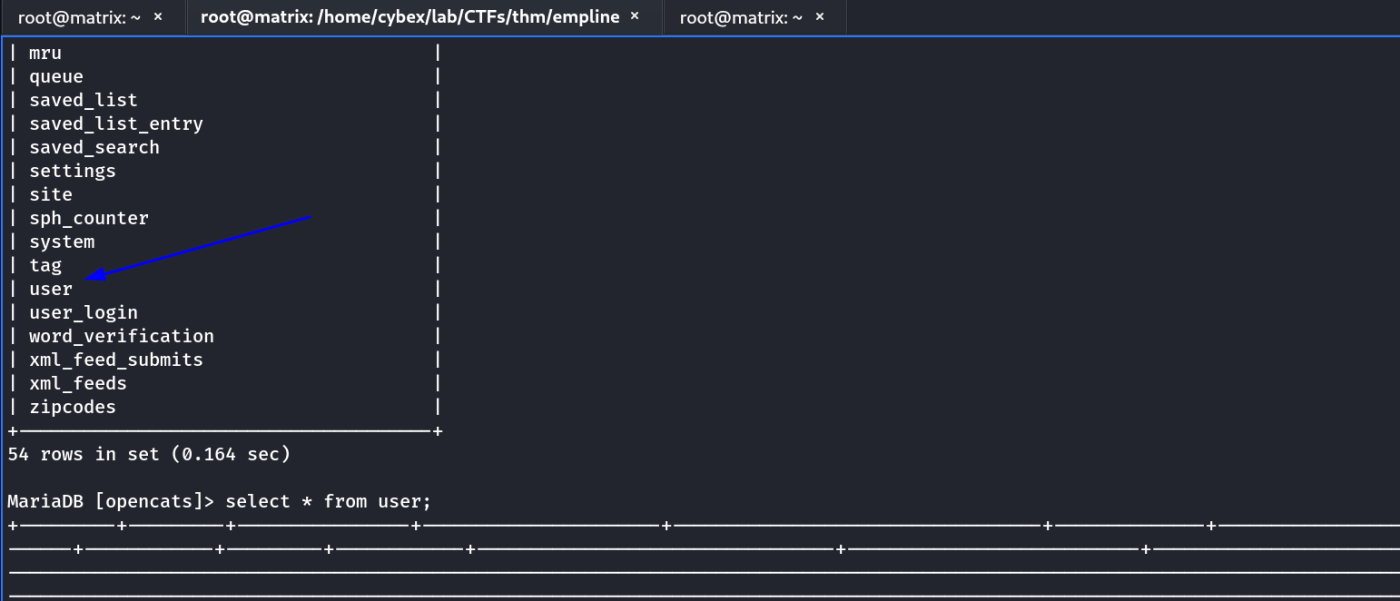 root@matrix: ~ × root@matrix: /home/cybex/lab/CTFs/thm/empline × root@matrix: ~ ×
| mru |
| queue |
| saved_list |
| saved_list_entry |
| saved_search |
| settings |
| site |
| sph_counter |
| system |
| tag |
| user |
| user_login |
| word_verification |
| xml_feed_submits |
| xml_feeds |
| zipcodes |
54 rows in set (0.164 sec)
MariaDB [opencats]> select * from user;